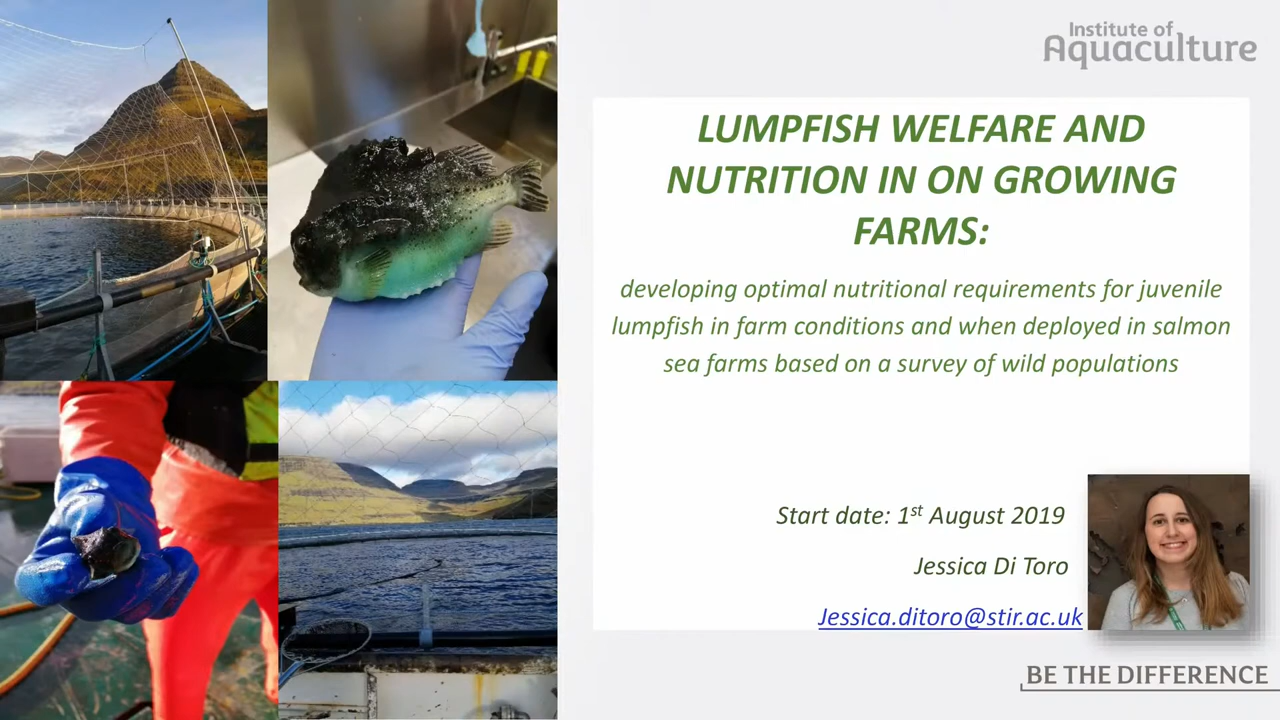 Institute of
Aquaculture
LUMPFISH WELFARE AND
NUTRITION IN ON GROWING
FARMS:
developing optimal nutritional requirements for juvenile
lumpfish in farm conditions and when deployed in salmon
sea farms based on a survey of wild populations
Start date: 1st August 2019
Jessica Di Toro
Jessica.ditoro@stir.ac.uk
BE THE DIFFERENCE